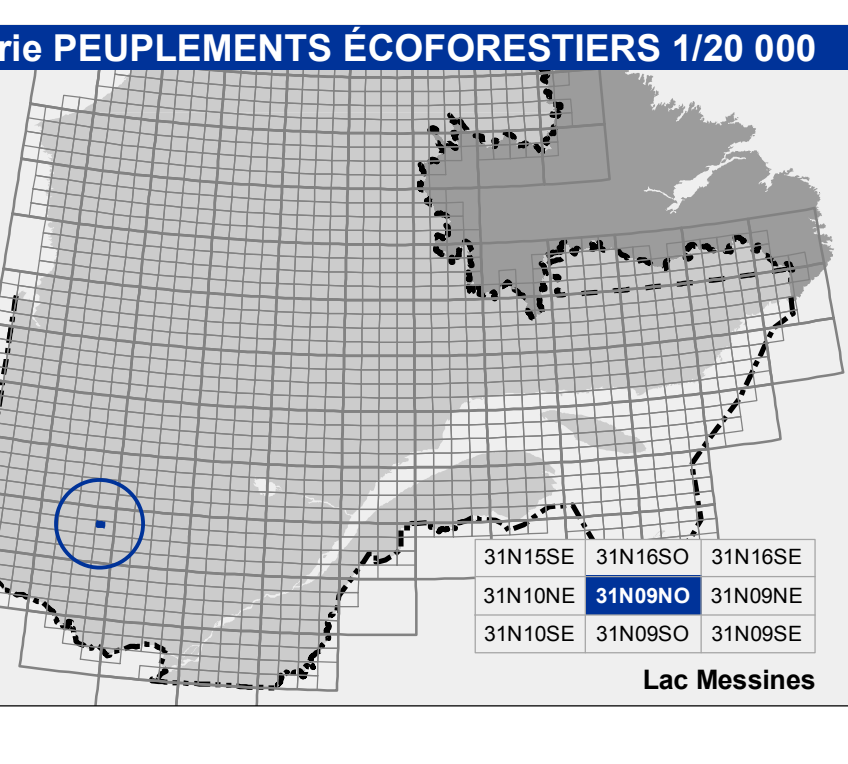 rie PEUPLEMENTS ÉCOFORESTIERS 1/20 000
31N15SE 31N16SO 31N16SE
31N10NE 31N09NO 31N09NE
31N10SE 31N09SO 31N09SE
Lac Messines